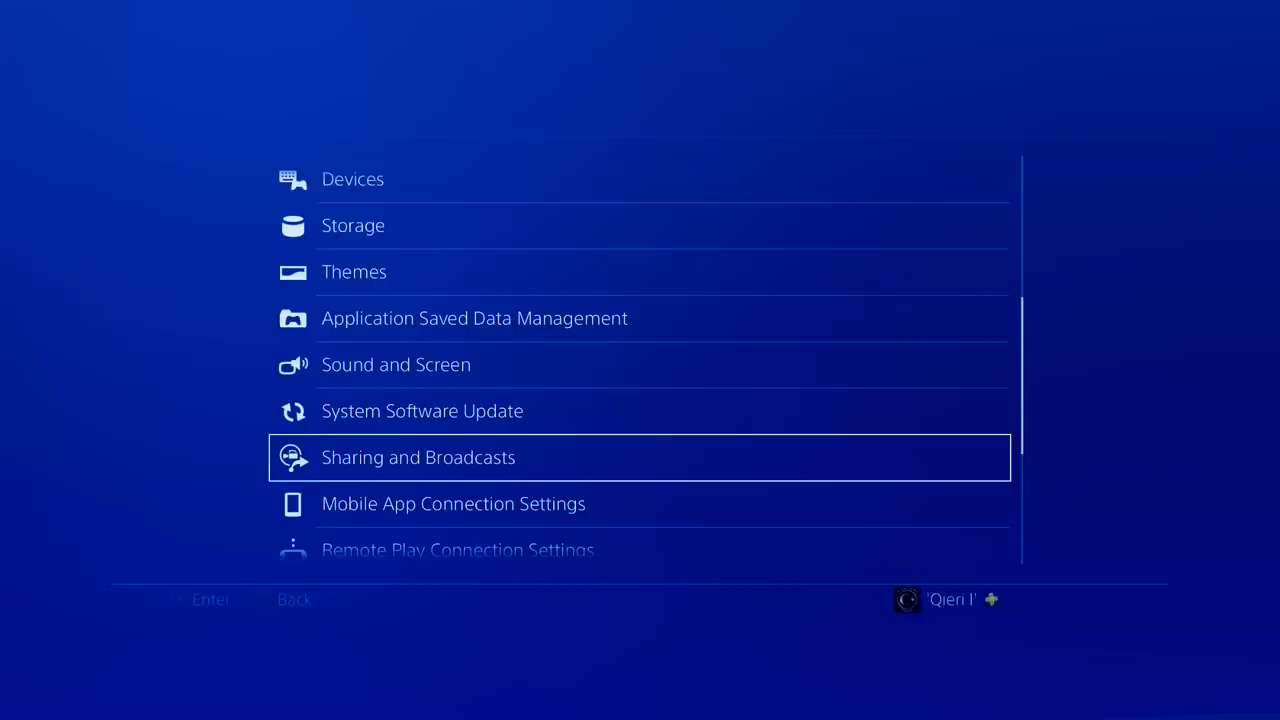 Devices
Storage
Themes
Application Saved Data Management
Sound and Screen
System Software Update
Sharing and Broadcasts
Mobile App Connection Settings
Remote Play Connection Settings
Enter Back 'Qieri I'